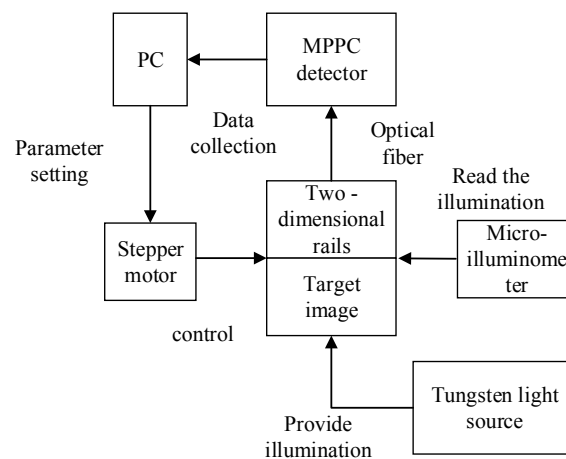 PC
MPPC
detector
Data
collection
Optical
fiber
Parameter
setting
Read the
illumination
Two -
dimensional
rails
Stepper
motor
Micro-
illuminome
ter
Target
image
control
Tungsten light
source
Provide
illumination